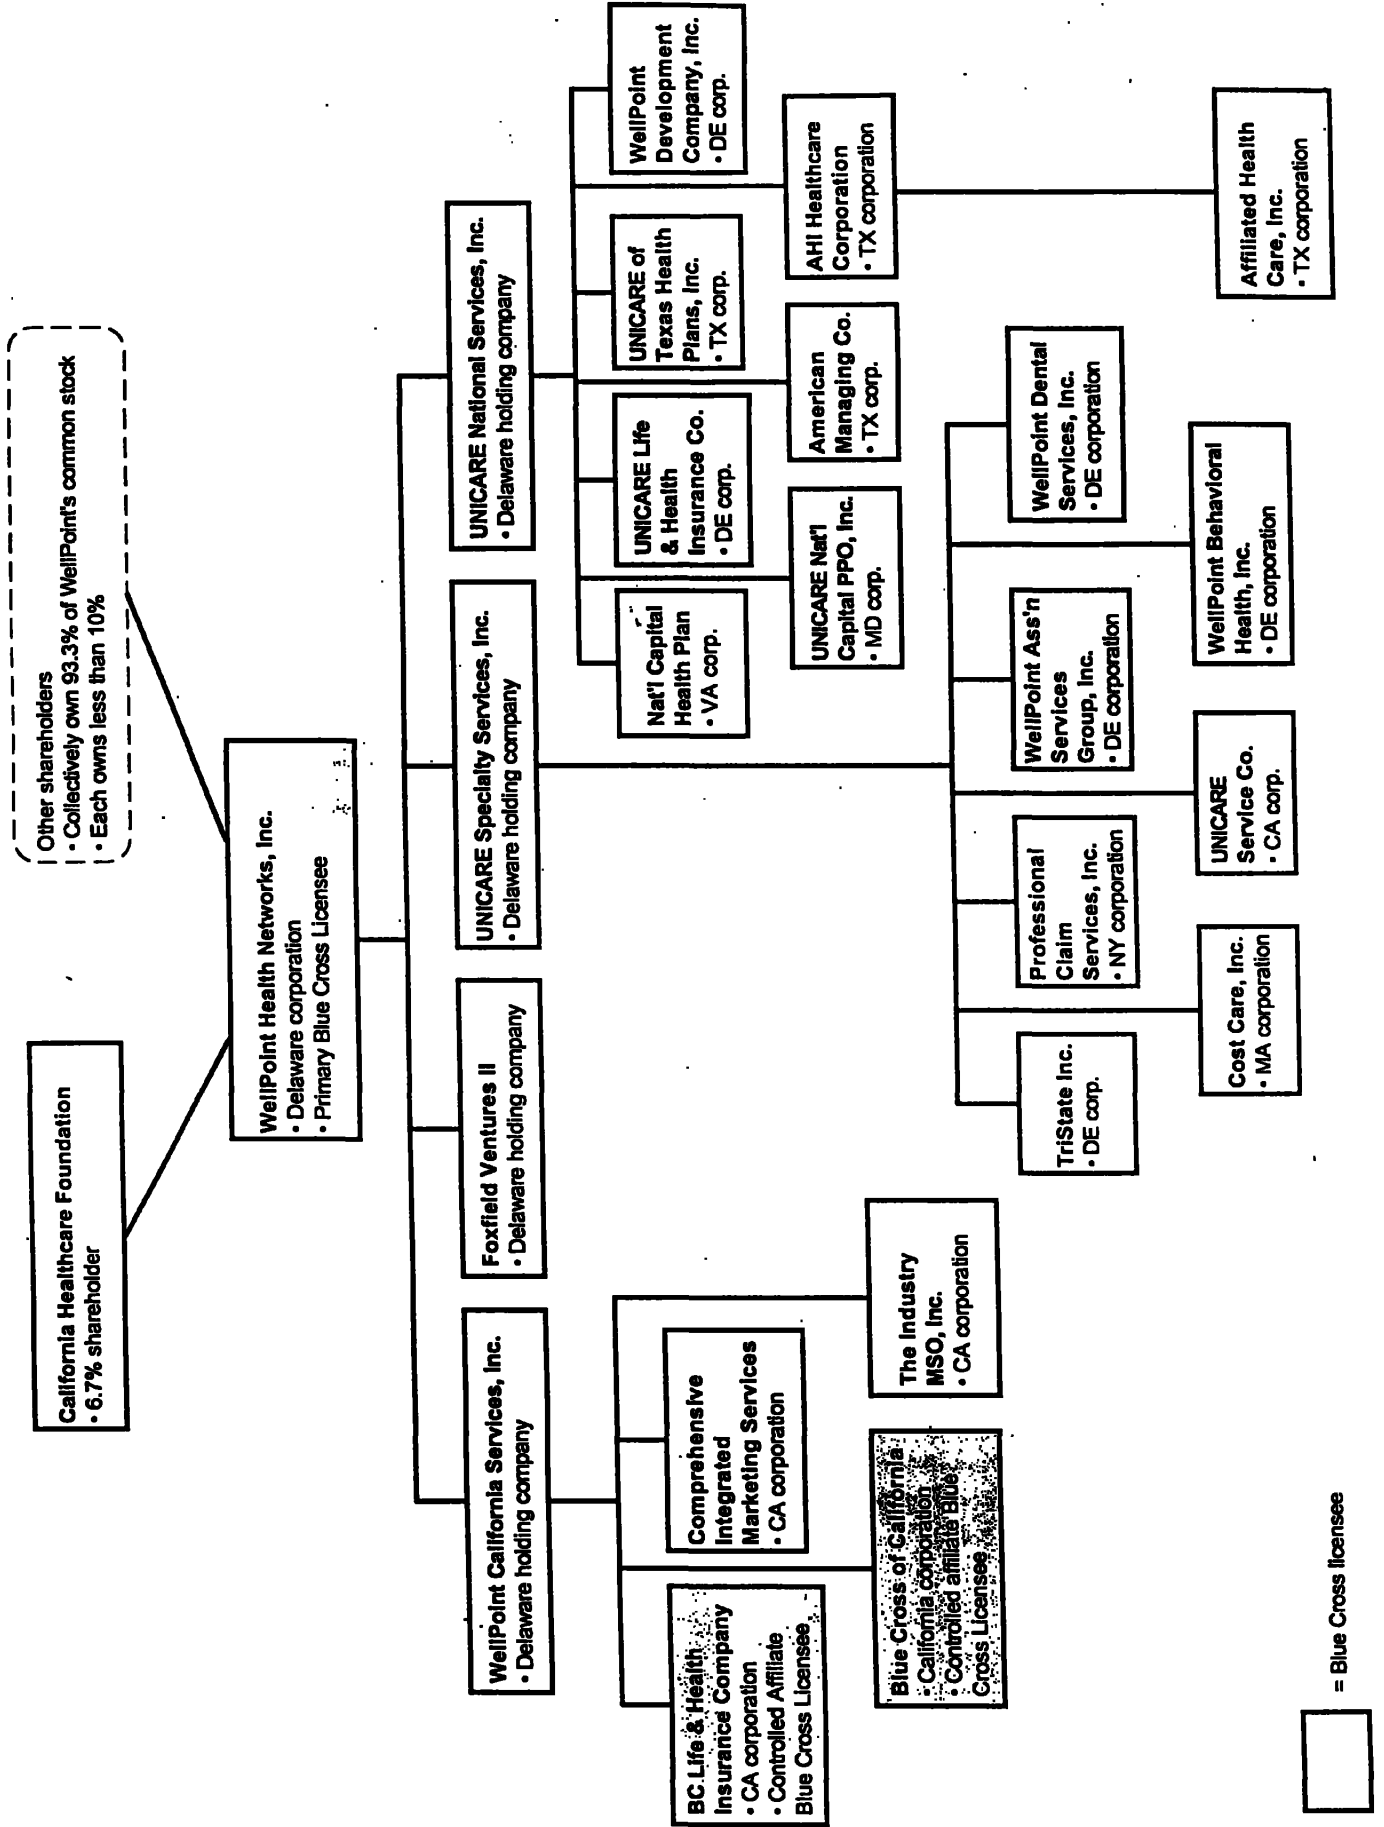 California Healthcare Foundation
• 6.7% shareholder
Other shareholders
• Collectively own 93.3% of WellPoint's common stock
• Each owns less than 10%
WellPoint Health Networks, Inc.
• Delaware corporation
• Primary Blue Cross Licensee
WellPoint California Services, Inc.
• Delaware holding company
Foxfield Ventures II
• Delaware holding company
UNICARE Specialty Services, Inc.
• Delaware holding company
UNICARE National Services, Inc.
• Delaware holding company
BC Life & Health
Insurance Company
• CA corporation
• Controlled Affiliate
Blue Cross Licensee
Comprehensive
Integrated
Marketing Services
• CA corporation
Blue Cross of California
• California corporation
• Controlled affiliate Blue
Cross Licensee
The Industry
MSO, Inc.
• CA corporation
Nat'l Capital
Health Plan
• VA corp.
UNICARE Life
& Health
Insurance Co.
• DE corp.
UNICARE of
Texas Health
Plans, Inc.
• TX corp.
WellPoint
Development
Company, Inc.
• DE corp.
UNICARE Nat'l
Capital PPO, Inc.
• MD corp.
American
Managing Co.
• TX corp.
AHI Healthcare
Corporation
• TX corporation
Affiliated Health
Care, Inc.
• TX corporation
TriState Inc.
• DE corp.
Professional
Claim
Services, Inc.
• NY corporation
WellPoint Ass'n
Services
Group, Inc.
• DE corporation
WellPoint Dental
Services, Inc.
• DE corporation
Cost Care, Inc.
• MA corporation
UNICARE
Service Co.
• CA corp.
WellPoint Behavioral
Health, Inc.
• DE corporation
= Blue Cross licensee